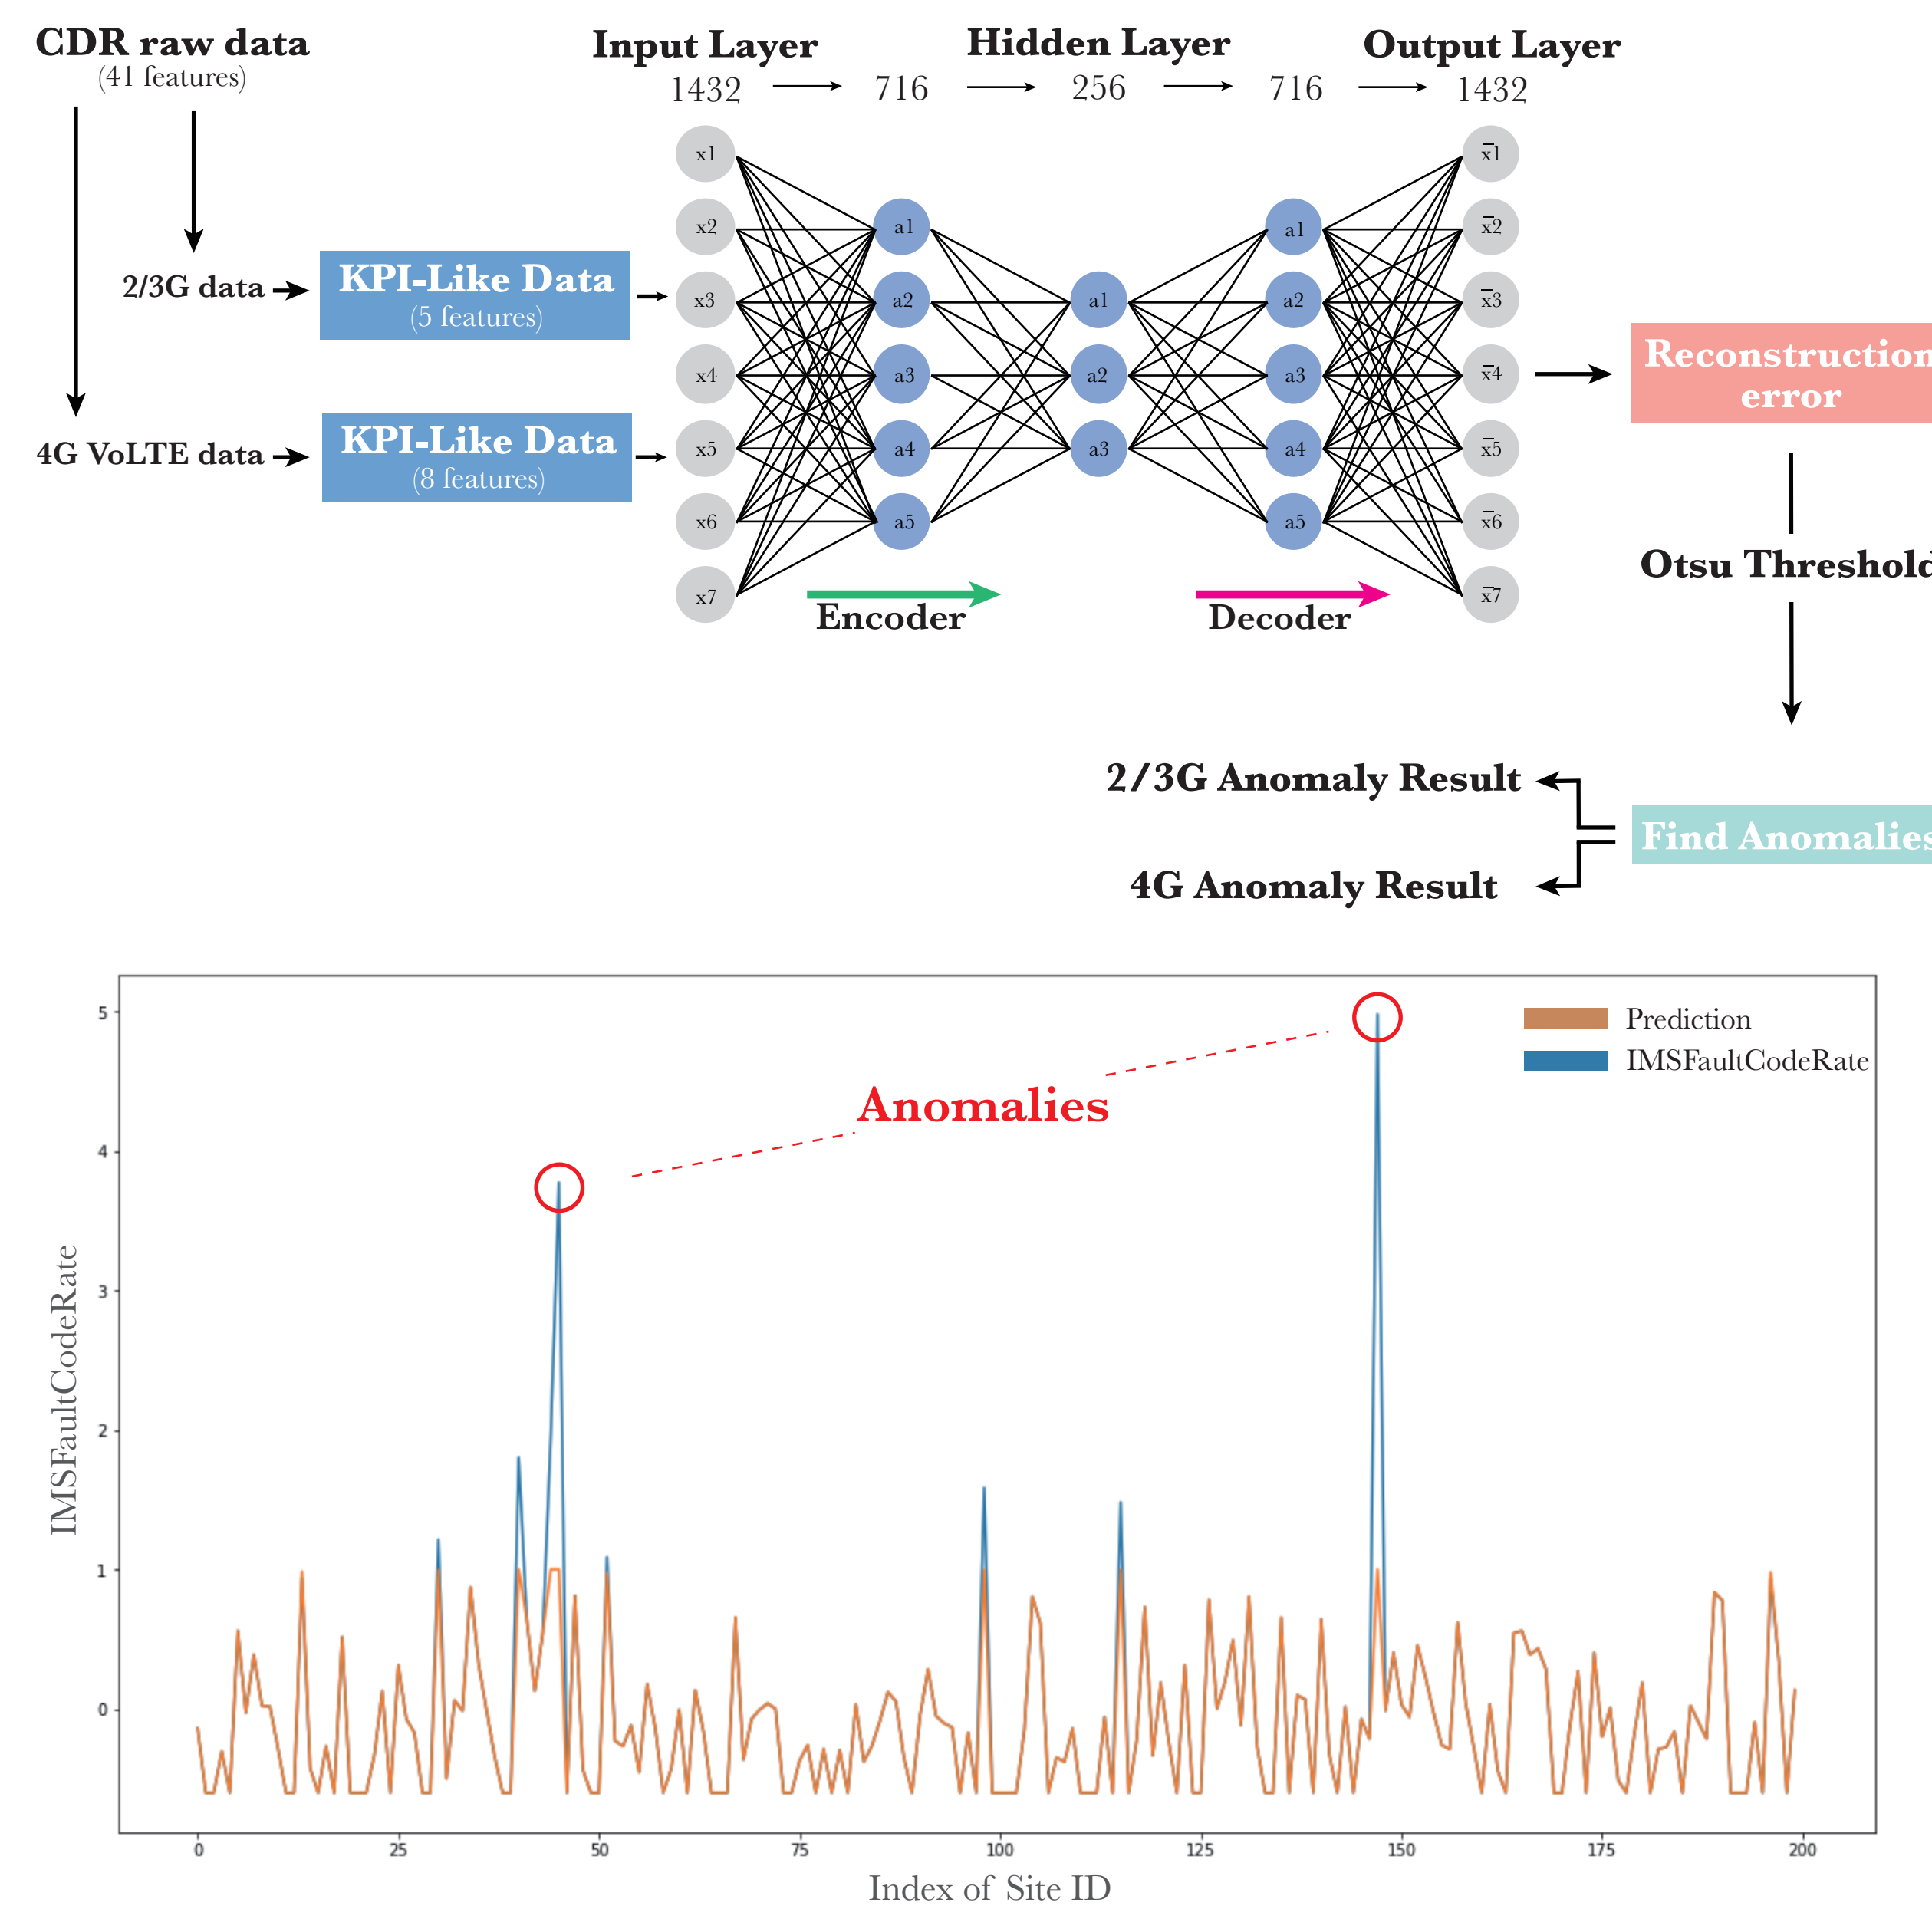 CDR raw data
(41 features)
Input Layer
Hidden Layer
Output Layer
1432
716
256
716
1432
2/3G data
KPI-Like Data
(5 features)
4G VoLTE data
KPI-Like Data
(8 features)
x1
x2
x3
x4
x5
x6
x7
a1
a2
a3
a4
a5
a1
a2
a3
a1
a2
a3
a4
a5
x̄1
x̄2
x̄3
x̄4
x̄5
x̄6
x̄7
Encoder
Decoder
Reconstruction
error
Otsu Threshold
Find Anomalies
2/3G Anomaly Result
4G Anomaly Result
Prediction
IMSFaultCodeRate
Anomalies
IMSFaultCodeRate
5
4
3
2
1
0
0
25
50
75
100
125
150
175
200
Index of Site ID